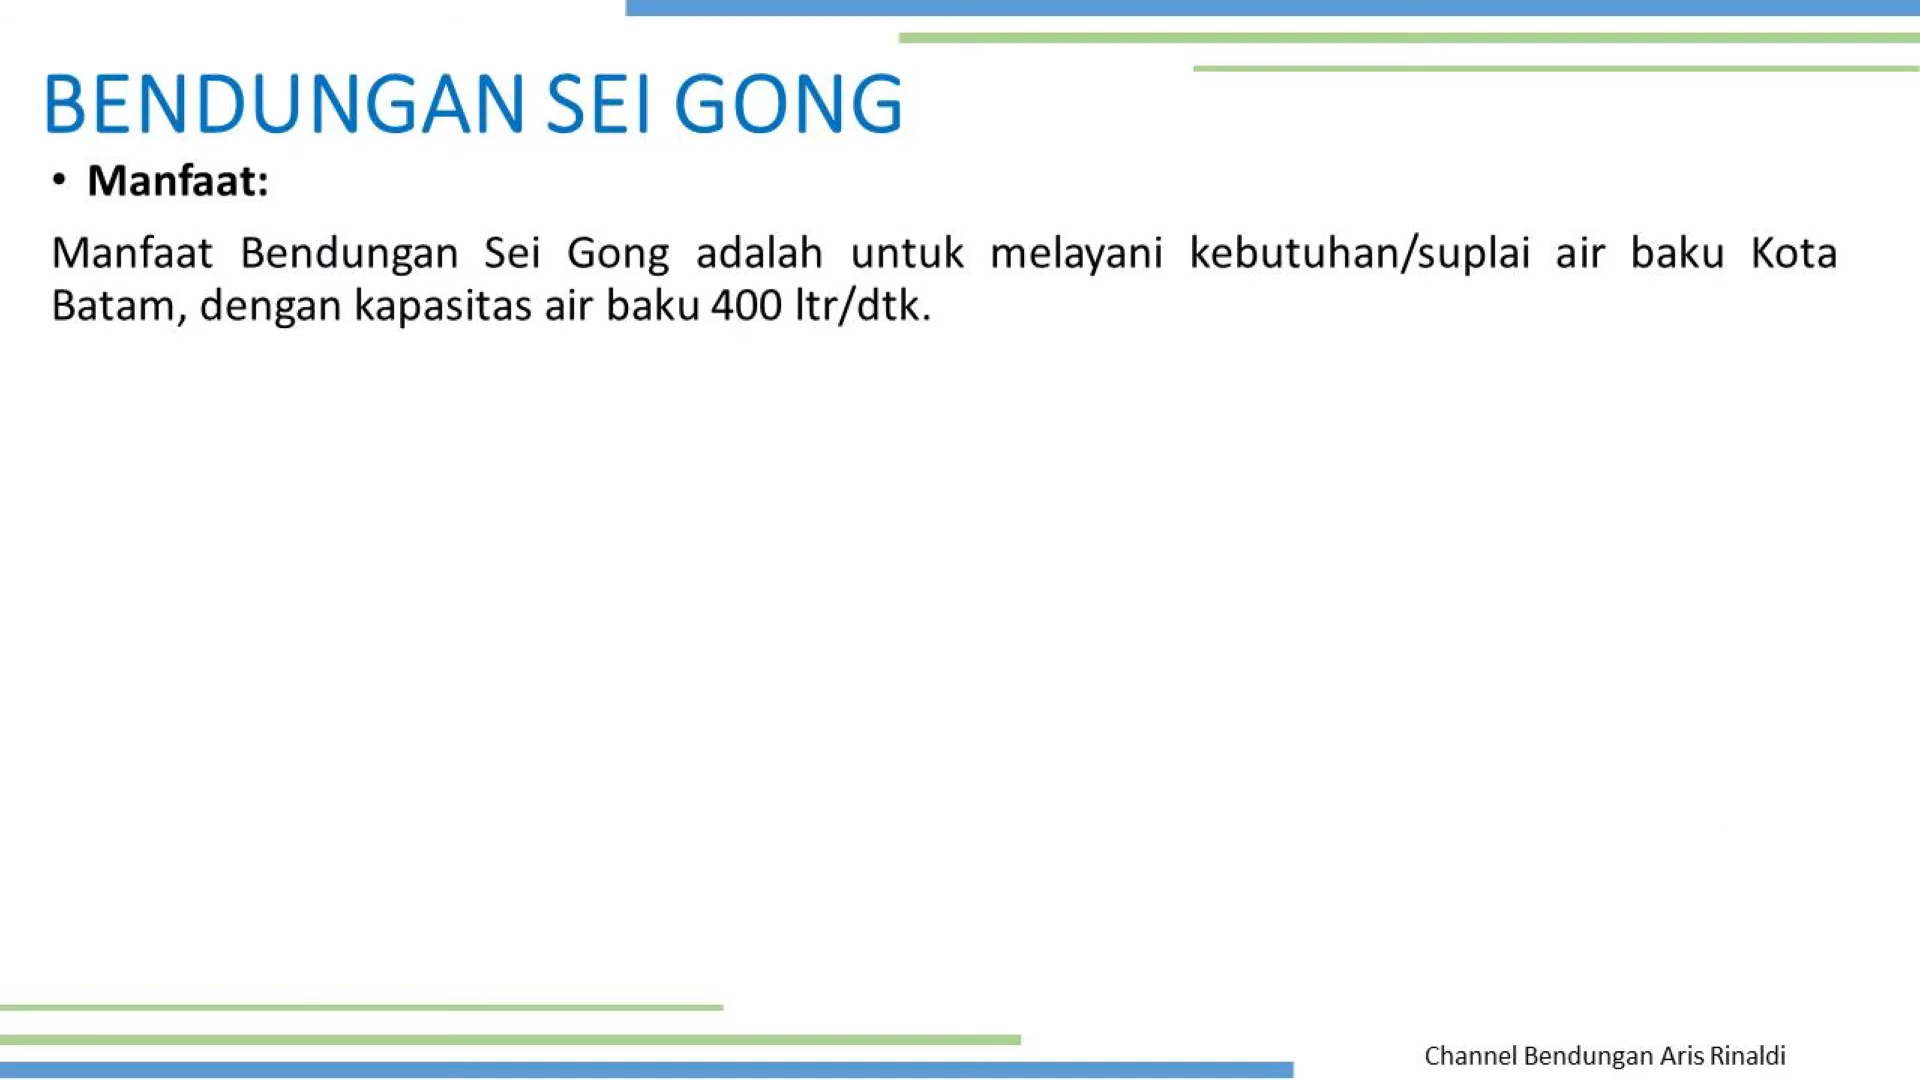 BENDUNGAN SEI GONG
• Manfaat:
Manfaat Bendungan Sei Gong adalah untuk melayani kebutuhan/suplai air baku Kota
Batam, dengan kapasitas air baku 400 ltr/dtk.
Channel Bendungan Aris Rinaldi